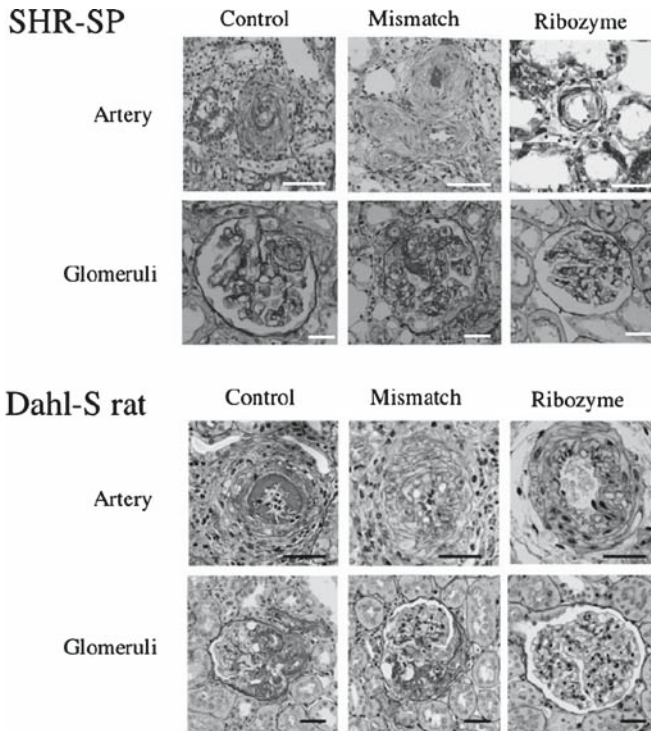 SHR-SP
Control Mismatch Ribozyme
Artery
Glomeruli
Dahl-S rat
Control Mismatch Ribozyme
Artery
Glomeruli